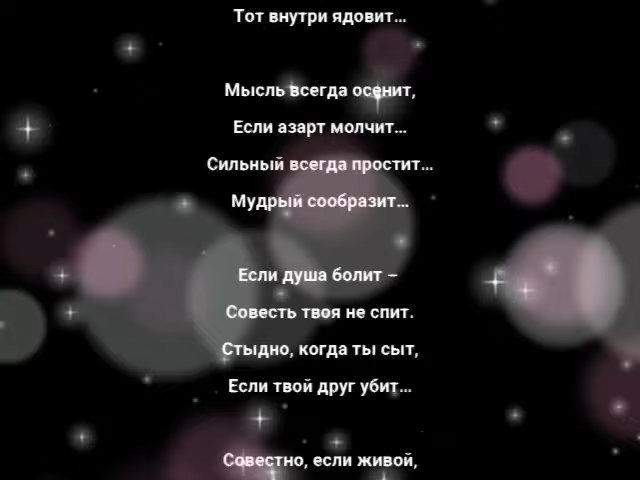 Тот внутри ядовит...
Мысль всегда осенит,
Если азарт молчит...
Сильный всегда простит...
Мудрый сообразит...
Если душа болит –
Совесть твоя не спит.
Стыдно, когда ты сыт,
Если твой друг убит...
Совестно, если живой,